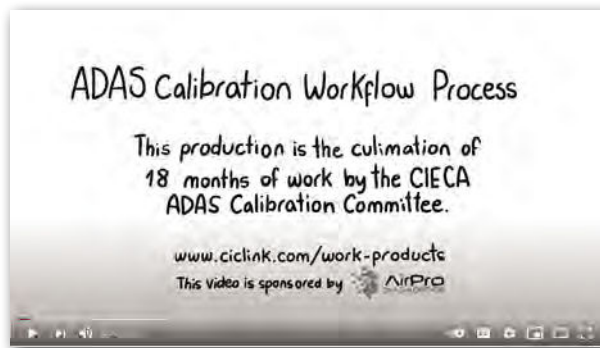 ADAS Calibration Workflow Process
This production is the culimation of
18 months of work by the CIECA
ADAS Calibration Committee.
www.ciclink.com/work-products
This video is sponsored by AirPro